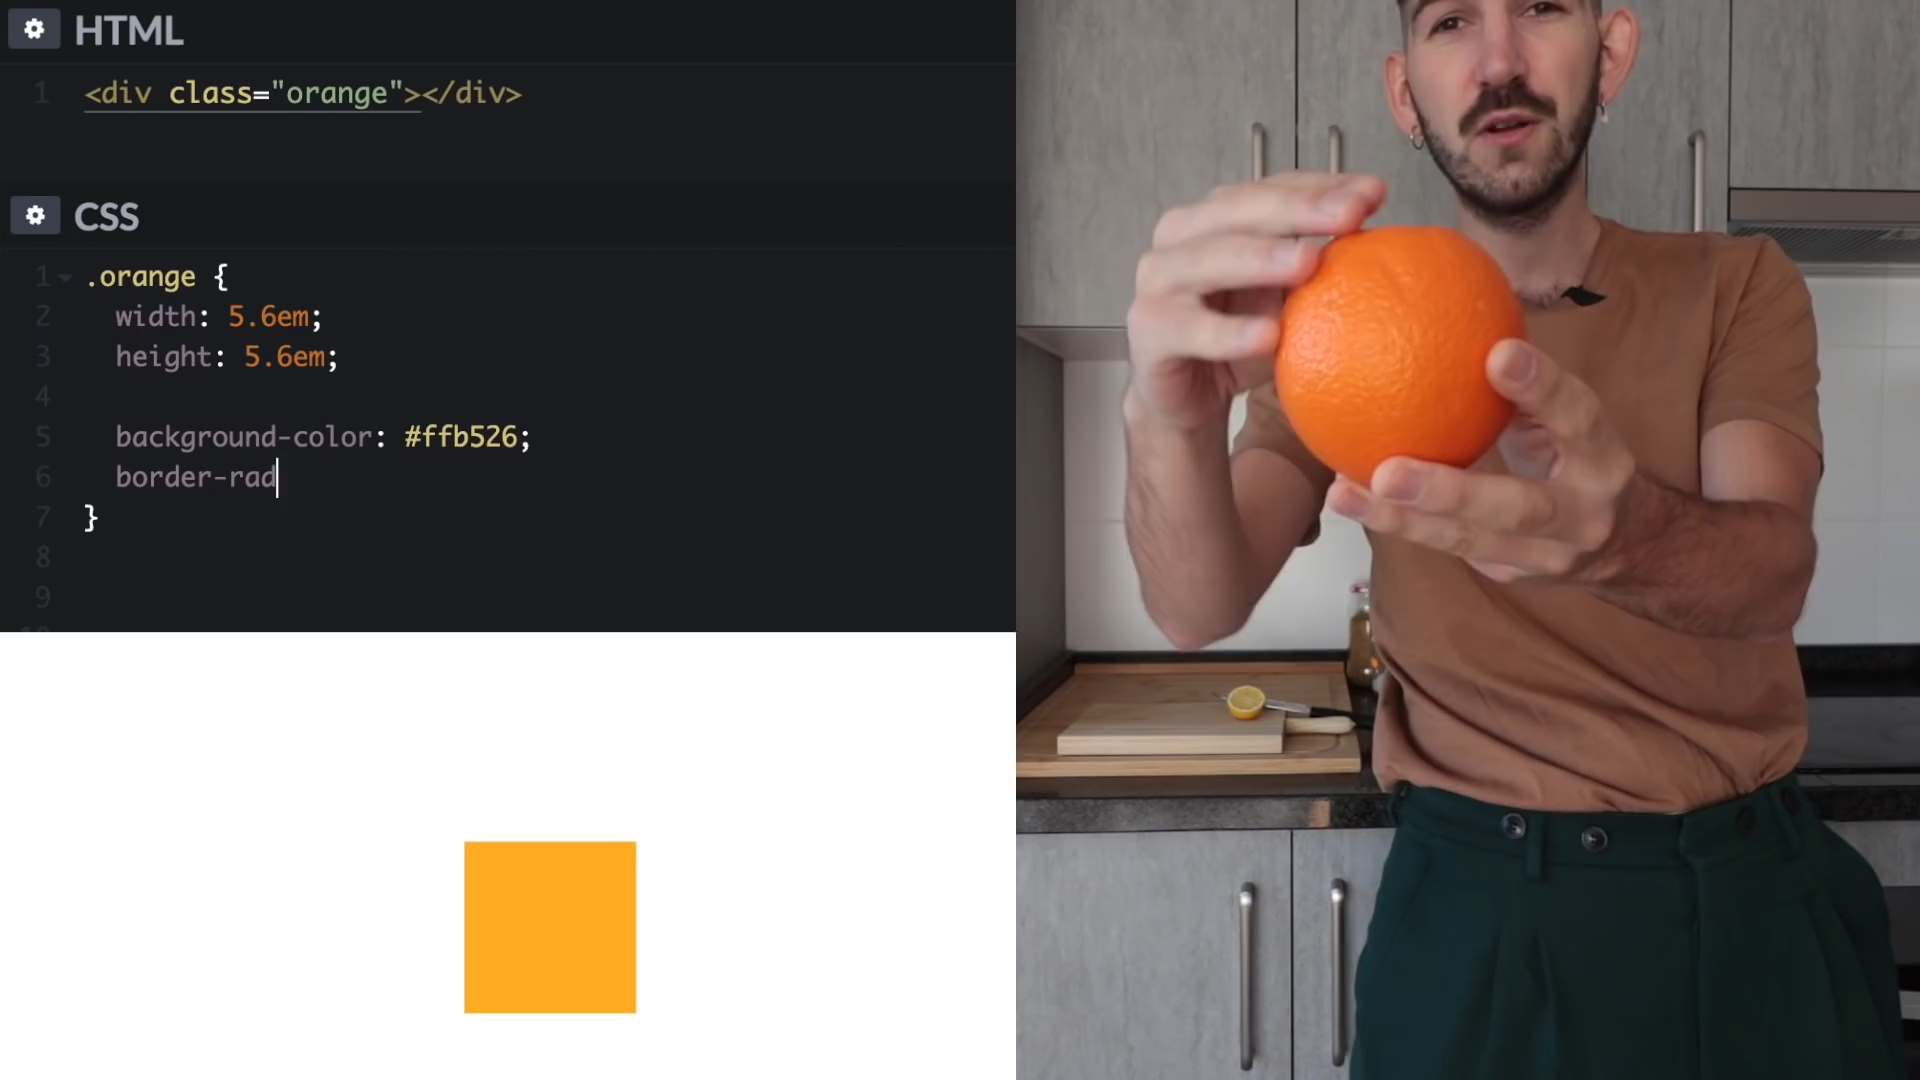 HTML
1 <div class="orange"></div>
CSS
1 .orange {
2 width: 5.6em;
3 height: 5.6em;
4
5 background-color: #ffb526;
6 border-rad
7 }
8
9